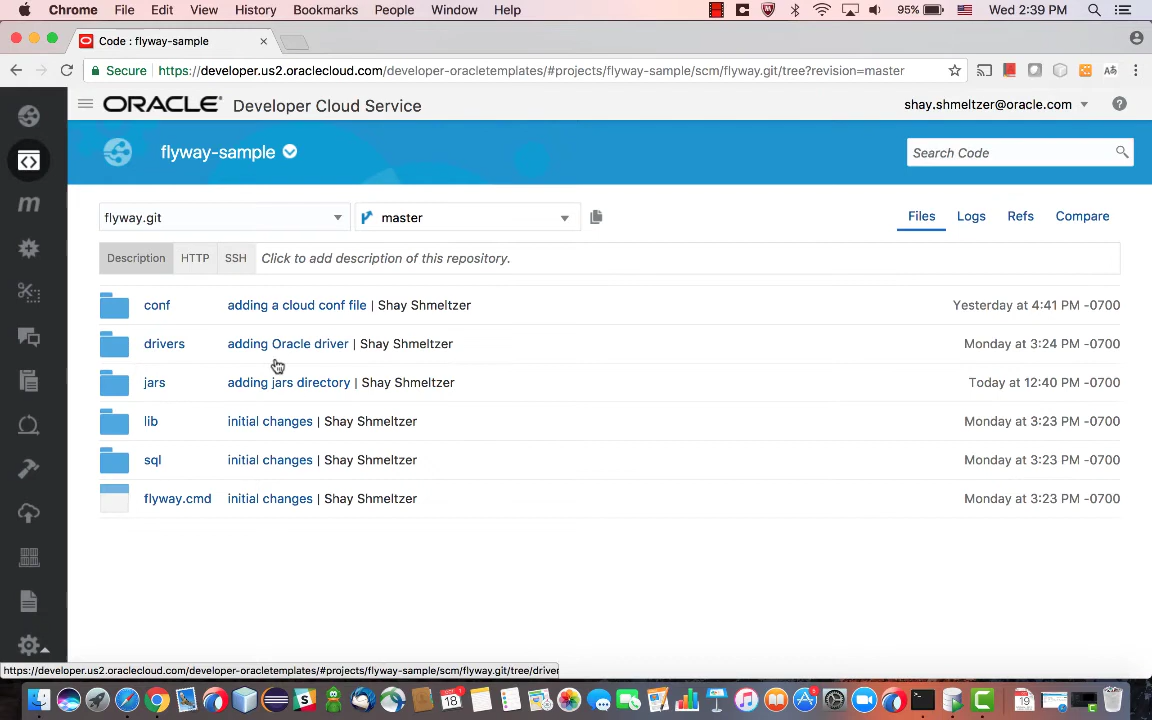 Chrome File Edit View History Bookmarks People Window Help 95% Wed 2:39 PM
Code : flyway-sample
Secure https://developer.us2.oraclecloud.com/developer-oracletemplates/#projects/flyway-sample/scm/flyway.git/tree?revision=master
ORACLE® Developer Cloud Service shay.shmeltzer@oracle.com ?
flyway-sample Search Code
flyway.git master Files Logs Refs Compare
Description HTTP SSH Click to add description of this repository.
conf adding a cloud conf file | Shay Shmeltzer Yesterday at 4:41 PM -0700
drivers adding Oracle driver | Shay Shmeltzer Monday at 3:24 PM -0700
jars adding jars directory | Shay Shmeltzer Today at 12:40 PM -0700
lib initial changes | Shay Shmeltzer Monday at 3:23 PM -0700
sql initial changes | Shay Shmeltzer Monday at 3:23 PM -0700
flyway.cmd initial changes | Shay Shmeltzer Monday at 3:23 PM -0700
m
https://developer.us2.oraclecloud.com/developer-oracletemplates/#projects/flyway-sample/scm/flyway.git/tree/driver
18
19